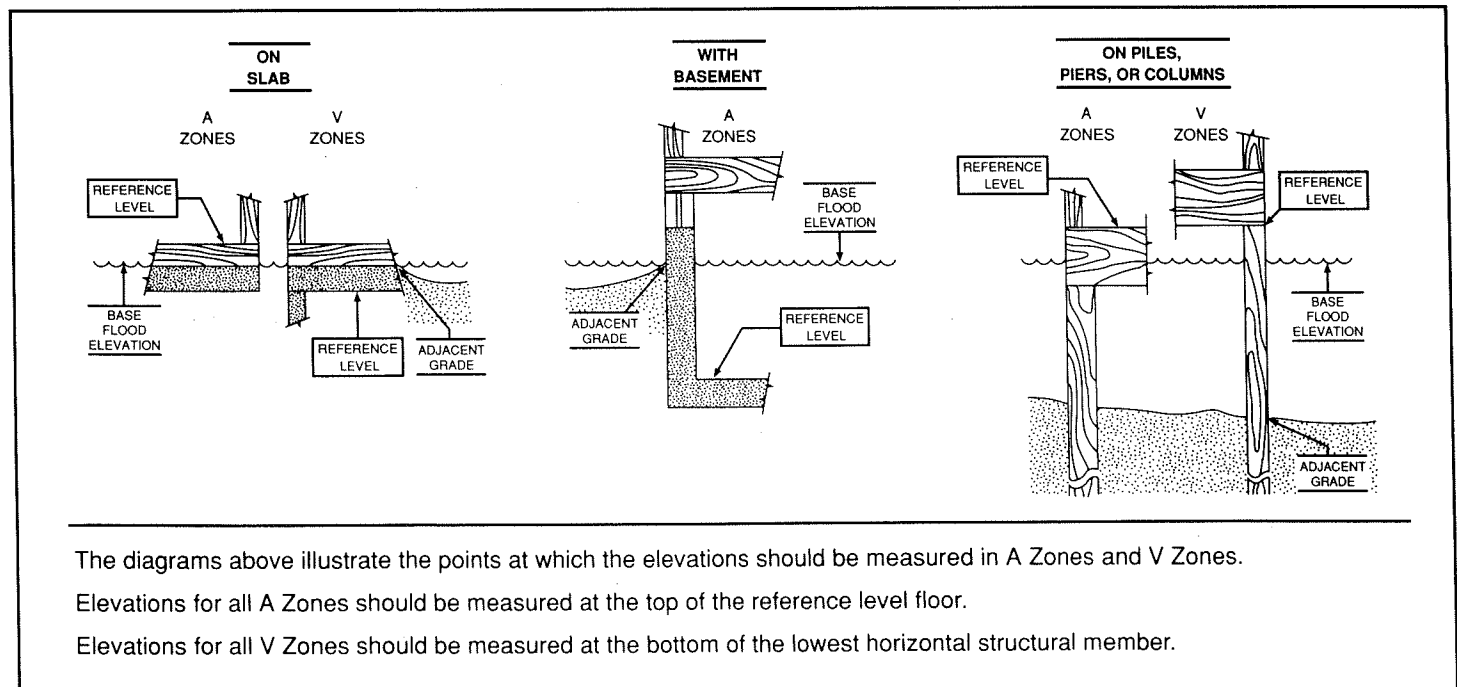 ON
SLAB
A
ZONES
V
ZONES
REFERENCE
LEVEL
BASE
FLOOD
ELEVATION
REFERENCE
LEVEL
ADJACENT
GRADE
WITH
BASEMENT
A
ZONES
BASE
FLOOD
ELEVATION
ADJACENT
GRADE
REFERENCE
LEVEL
ON PILES,
PIERS, OR COLUMNS
A
ZONES
V
ZONES
REFERENCE
LEVEL
REFERENCE
LEVEL
BASE
FLOOD
ELEVATION
ADJACENT
GRADE
The diagrams above illustrate the points at which the elevations should be measured in A Zones and V Zones.
Elevations for all A Zones should be measured at the top of the reference level floor.
Elevations for all V Zones should be measured at the bottom of the lowest horizontal structural member.